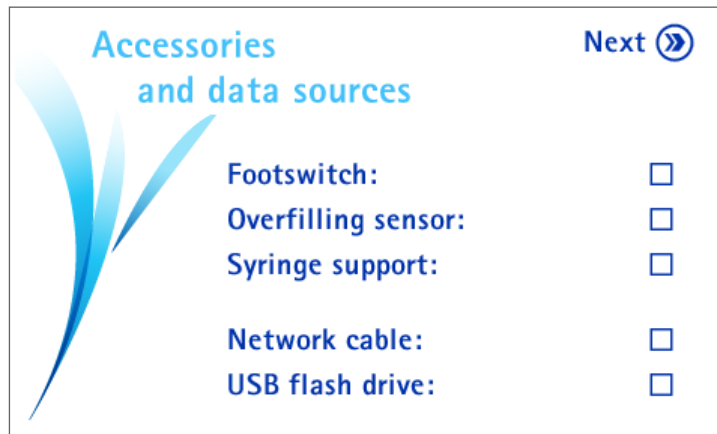 Accessories
and data sources
Next
Footswitch:
Overfilling sensor:
Syringe support:
Network cable:
USB flash drive: